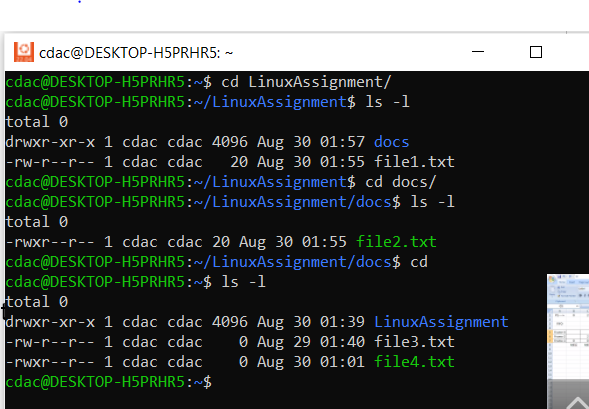 cdac@DESKTOP-H5PRHR5: ~
cdac@DESKTOP-H5PRHR5:~$ cd LinuxAssignment/
cdac@DESKTOP-H5PRHR5:~/LinuxAssignment$ ls -l
total 0
drwxr-xr-x 1 cdac cdac 4096 Aug 30 01:57 docs
-rw-r--r-- 1 cdac cdac   20 Aug 30 01:55 file1.txt
cdac@DESKTOP-H5PRHR5:~/LinuxAssignment$ cd docs/
cdac@DESKTOP-H5PRHR5:~/LinuxAssignment/docs$ ls -l
total 0
-rwxr--r-- 1 cdac cdac 20 Aug 30 01:55 file2.txt
cdac@DESKTOP-H5PRHR5:~/LinuxAssignment/docs$ cd
cdac@DESKTOP-H5PRHR5:~$ ls -l
total 0
drwxr-xr-x 1 cdac cdac 4096 Aug 30 01:39 LinuxAssignment
-rw-r--r-- 1 cdac cdac    0 Aug 29 01:40 file3.txt
-rwxr--r-- 1 cdac cdac    0 Aug 30 01:01 file4.txt
cdac@DESKTOP-H5PRHR5:~$